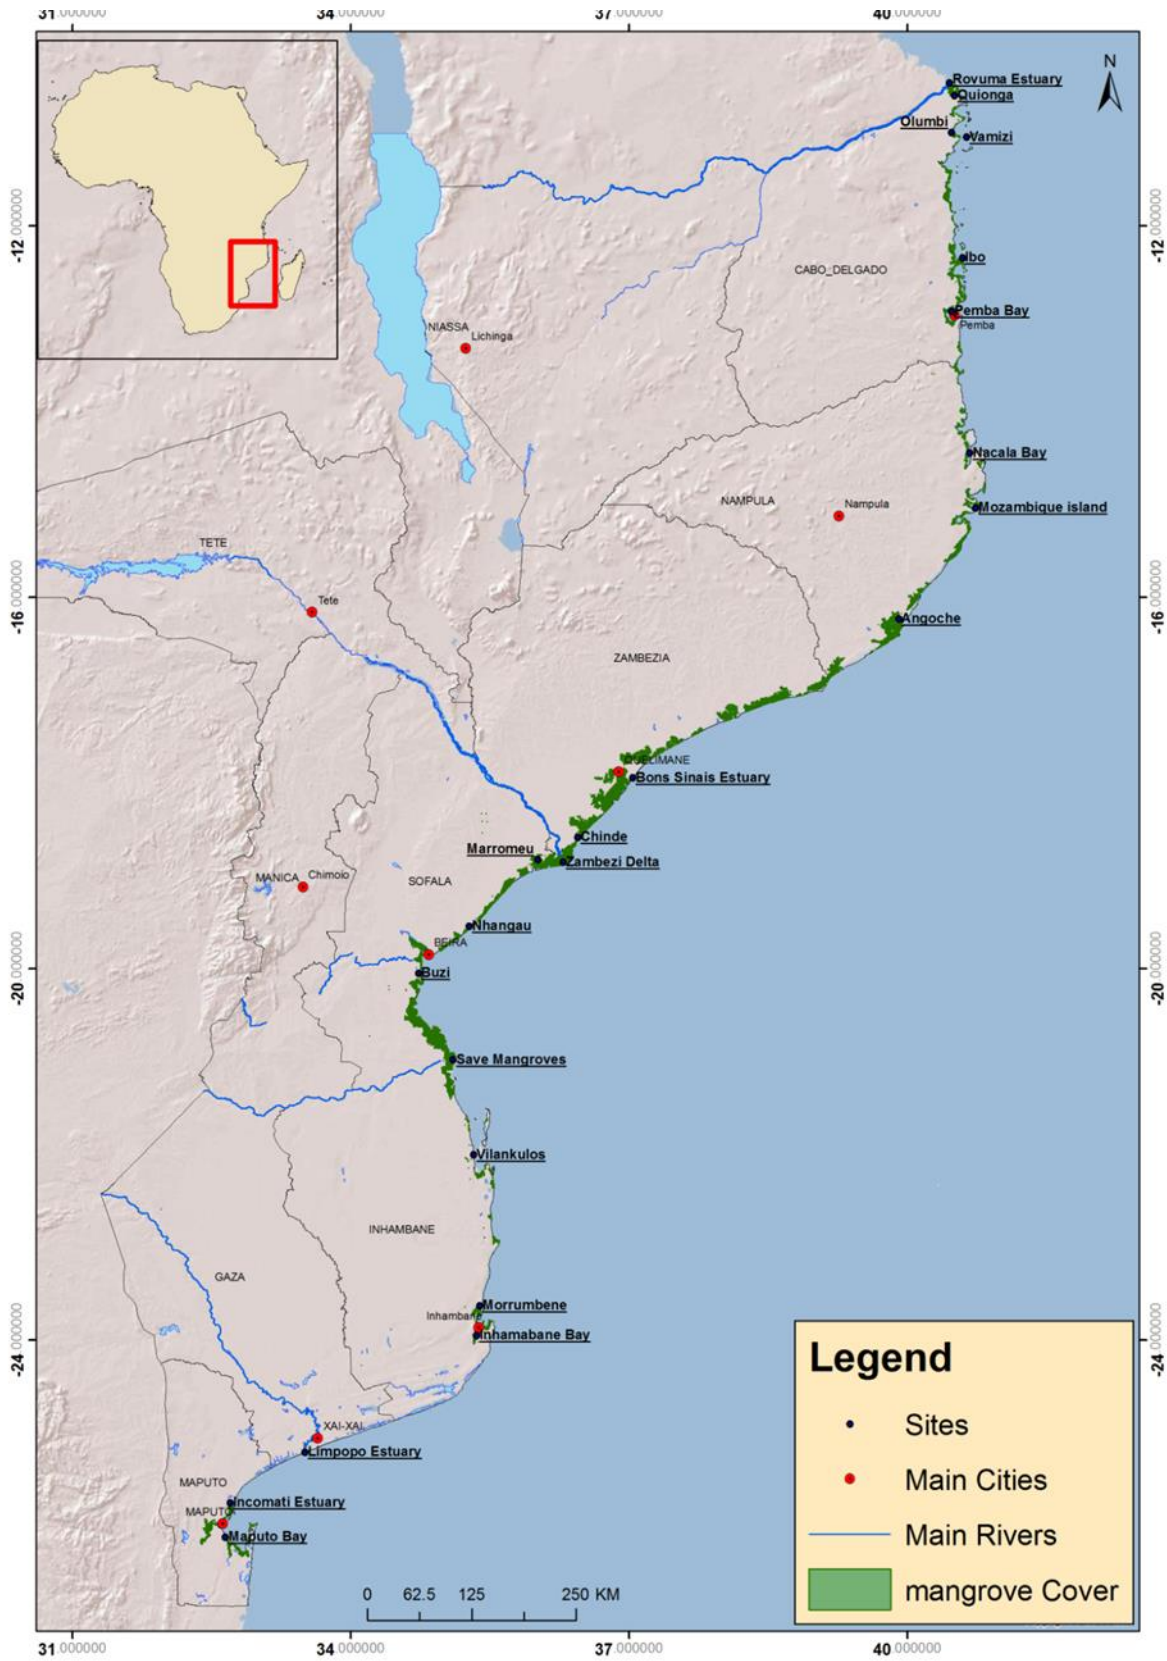 31.000000 34.000000 37.000000 40.000000
N
Rovuma Estuary
Quionga
Olumbi
Vamizi
-12.000000 -12.000000
Ibo
CABO_DELGADO
Pemba Bay
Pemba
NIASSA
Lichinga
Nacala Bay
NAMPULA
Nampula
Mozambique island
TETE
-16.000000 -16.000000
Tete
Angoche
ZAMBEZIA
QUELIMANE
Bons Sinais Estuary
Chinde
Marromeu
Zambezi Delta
MANICA
Chimoio
SOFALA
Nhangau
BEIRA
-20.000000 -20.000000
Buzi
Save Mangroves
Vilankulos
INHAMBANE
GAZA
Morrumbene
Inhambane
Inhamabane Bay
-24.000000 -24.000000
XAI-XAI
Limpopo Estuary
MAPUTO
Incomati Estuary
MAPUTO
Maputo Bay
Legend
Sites
Main Cities
Main Rivers
mangrove Cover
0 62.5 125 250 KM
31.000000 34.000000 37.000000 40.000000